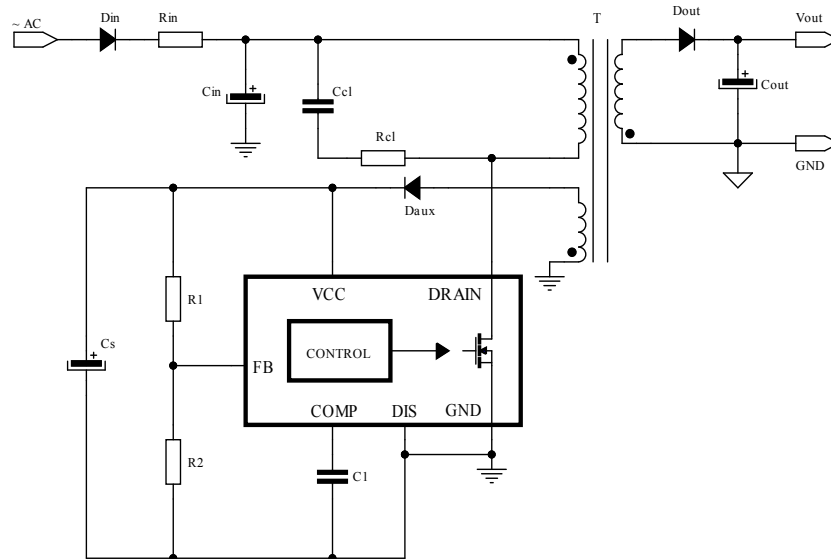 ~ AC
Din
Rin
T
Dout
Vout
Cin
Ccl
Cout
Rcl
GND
Daux
VCC
DRAIN
R1
CONTROL
Cs
FB
COMP
DIS
GND
R2
C1